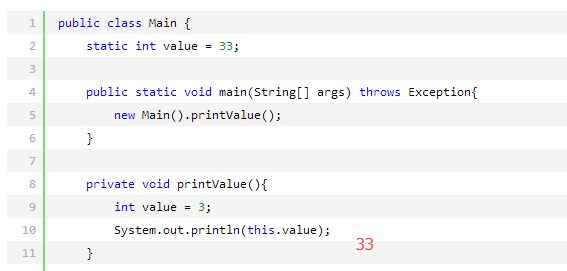 1 public class Main {
2 static int value = 33;
3
4 public static void main(String[] args) throws Exception{
5 new Main().printValue();
6 }
7
8 private void printValue(){
9 int value = 3;
10 System.out.println(this.value); 33
11 }